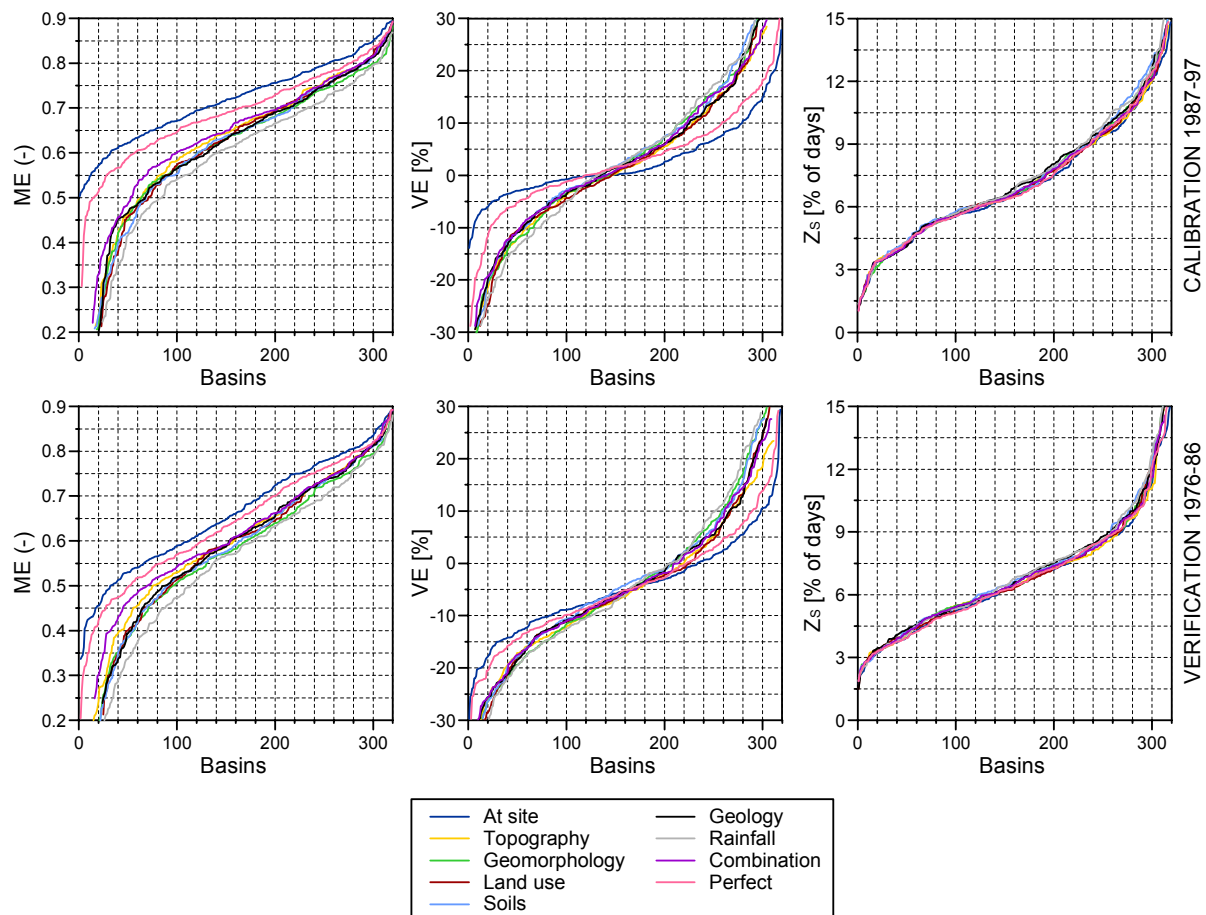 0.9
0.8
0.7
0.6
0.5
0.4
0.3
0.2
ME (-)
0 100 200 300
Basins
30
20
10
0
-10
-20
-30
VE [%]
0 100 200 300
Basins
15
12
9
6
3
0
Zs [% of days]
0 100 200 300
Basins
CALIBRATION 1987-97
0.9
0.8
0.7
0.6
0.5
0.4
0.3
0.2
ME (-)
0 100 200 300
Basins
30
20
10
0
-10
-20
-30
VE [%]
0 100 200 300
Basins
15
12
9
6
3
0
Zs [% of days]
0 100 200 300
Basins
VERIFICATION 1976-86
At site
Topography
Geomorphology
Land use
Soils
Geology
Rainfall
Combination
Perfect